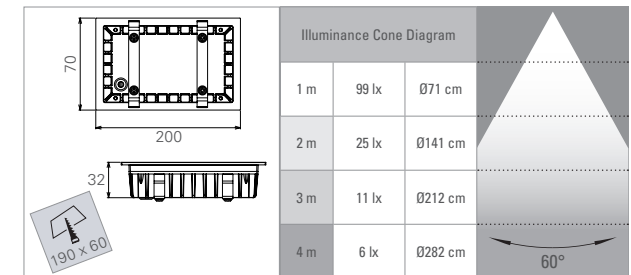 70
200
32
190 x 60
Illuminance Cone Diagram
1 m 99 lx Ø71 cm
2 m 25 lx Ø141 cm
3 m 11 lx Ø212 cm
4 m 6 lx Ø282 cm
60°